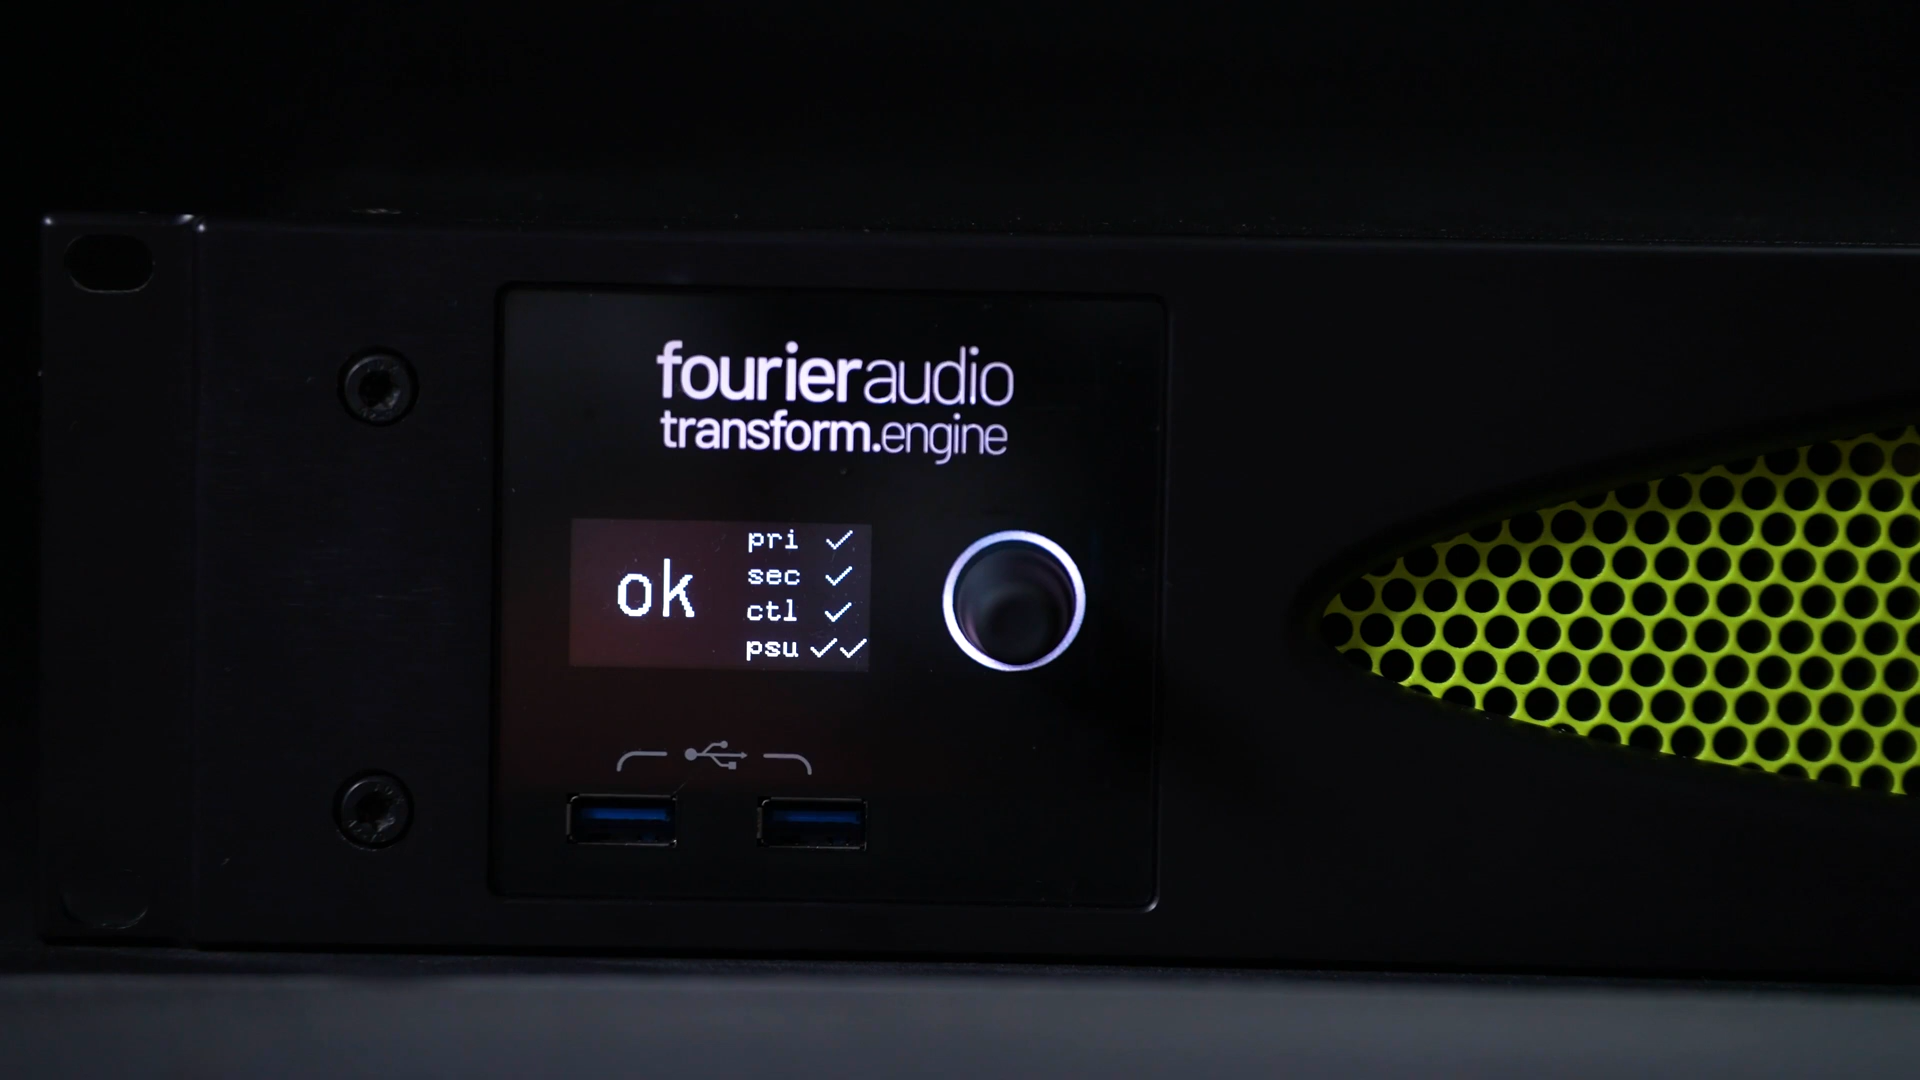 fourieraudio
transform.engine
ok
pri ✓
sec ✓
ctl ✓
psu ✓✓